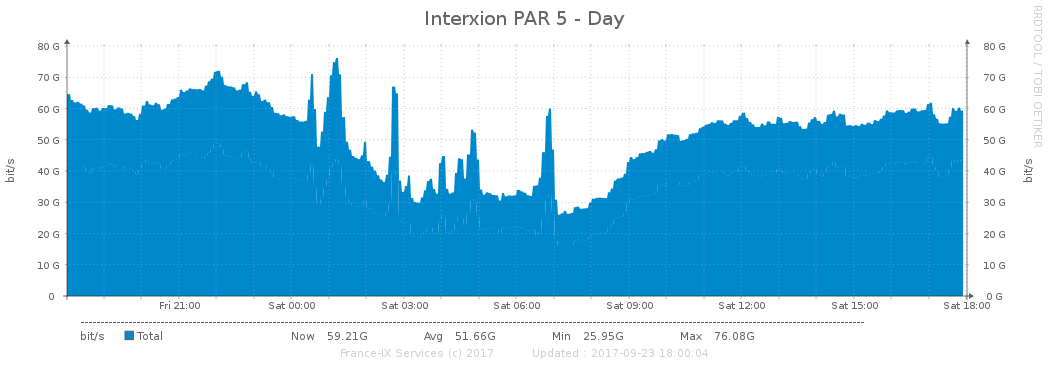 Interxion PAR 5 - Day
RRDTOOL / TOBI OETIKER
80 G 80 G
70 G 70 G
60 G 60 G
50 G 50 G
40 G 40 G
30 G 30 G
20 G 20 G
10 G 10 G
0 0 G
bit/s bit/s
Fri 21:00 Sat 00:00 Sat 03:00 Sat 06:00 Sat 09:00 Sat 12:00 Sat 15:00 Sat 18:00
bit/s Total Now 59.21G Avg 51.66G Min 25.95G Max 76.08G
France-IX Services (c) 2017 Updated : 2017-09-23 18:00:04